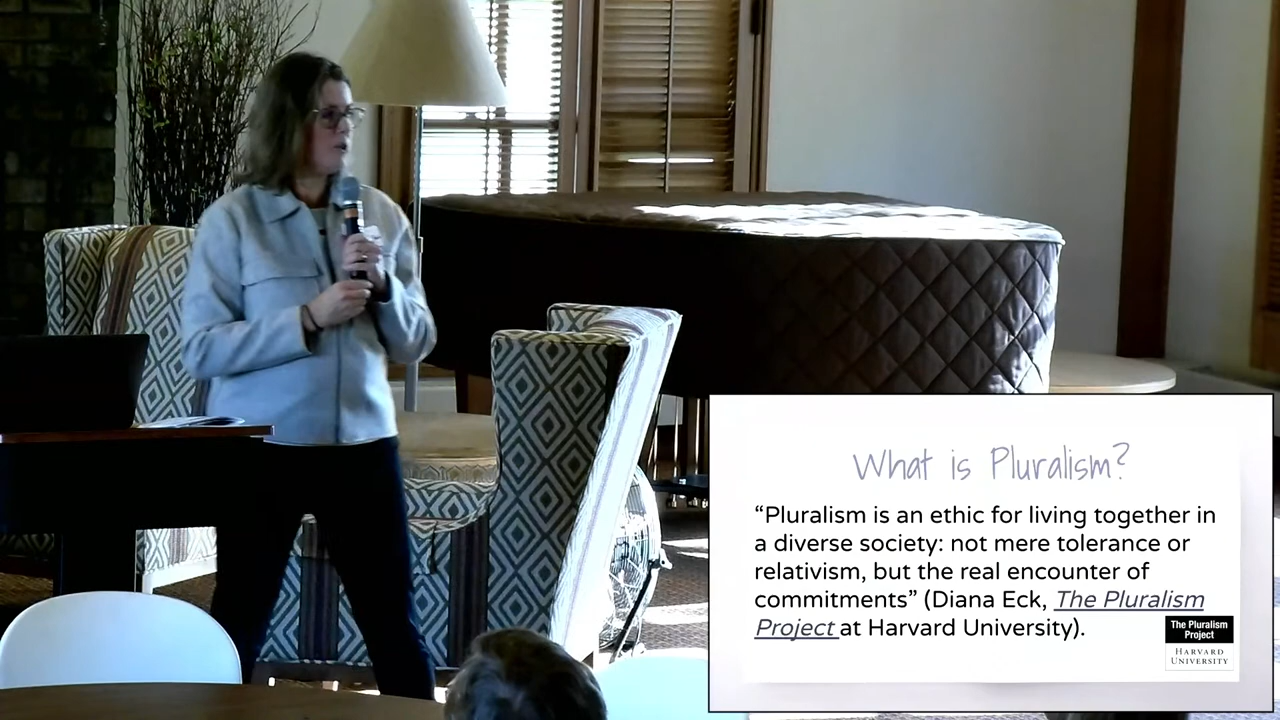 What is Pluralism?
“Pluralism is an ethic for living together in
a diverse society: not mere tolerance or
relativism, but the real encounter of
commitments” (Diana Eck, The Pluralism
Project at Harvard University).
The Pluralism
Project
HARVARD
UNIVERSITY